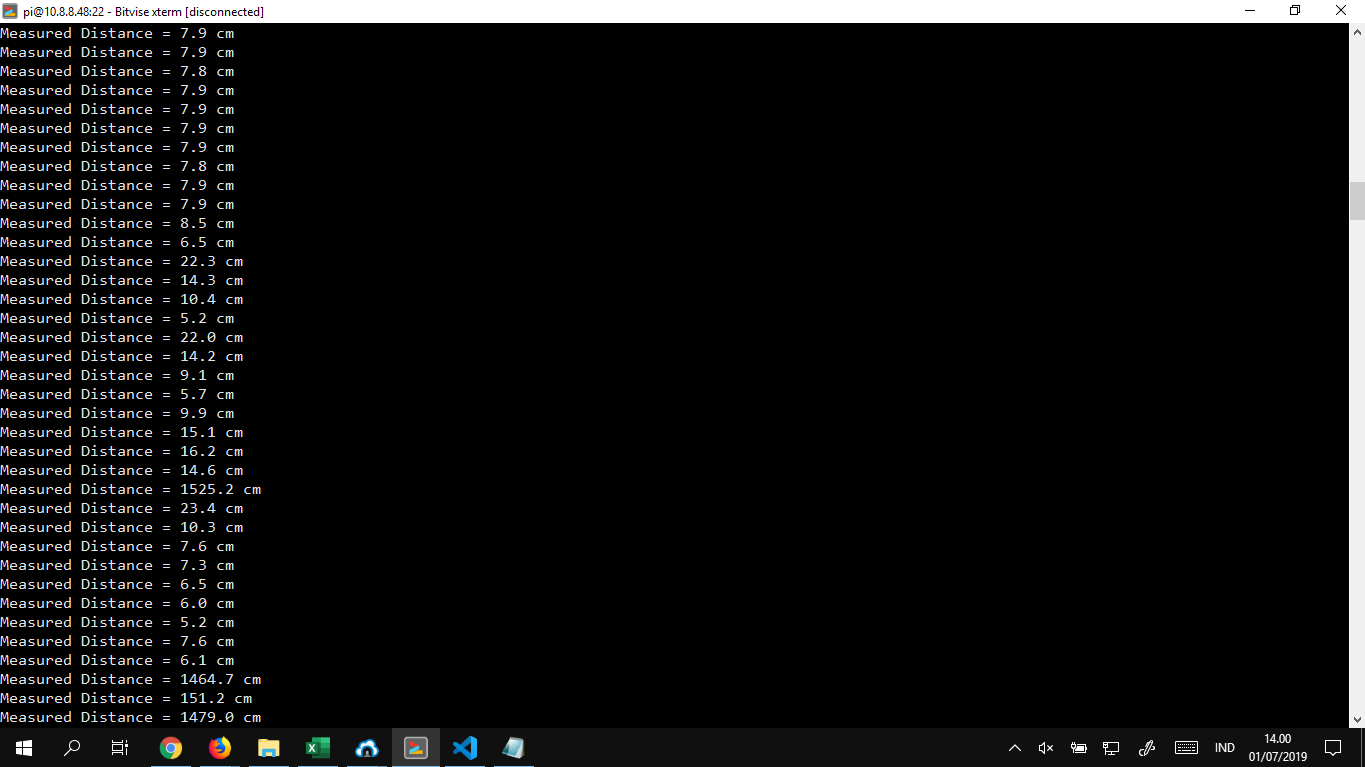 pi@10.8.8.48:22 - Bitvise xterm [disconnected]
Measured Distance = 7.9 cm
Measured Distance = 7.9 cm
Measured Distance = 7.8 cm
Measured Distance = 7.9 cm
Measured Distance = 7.9 cm
Measured Distance = 7.9 cm
Measured Distance = 7.9 cm
Measured Distance = 7.8 cm
Measured Distance = 7.9 cm
Measured Distance = 7.9 cm
Measured Distance = 8.5 cm
Measured Distance = 6.5 cm
Measured Distance = 22.3 cm
Measured Distance = 14.3 cm
Measured Distance = 10.4 cm
Measured Distance = 5.2 cm
Measured Distance = 22.0 cm
Measured Distance = 14.2 cm
Measured Distance = 9.1 cm
Measured Distance = 5.7 cm
Measured Distance = 9.9 cm
Measured Distance = 15.1 cm
Measured Distance = 16.2 cm
Measured Distance = 14.6 cm
Measured Distance = 1525.2 cm
Measured Distance = 23.4 cm
Measured Distance = 10.3 cm
Measured Distance = 7.6 cm
Measured Distance = 7.3 cm
Measured Distance = 6.5 cm
Measured Distance = 6.0 cm
Measured Distance = 5.2 cm
Measured Distance = 7.6 cm
Measured Distance = 6.1 cm
Measured Distance = 1464.7 cm
Measured Distance = 151.2 cm
Measured Distance = 1479.0 cm
IND
14.00
01/07/2019